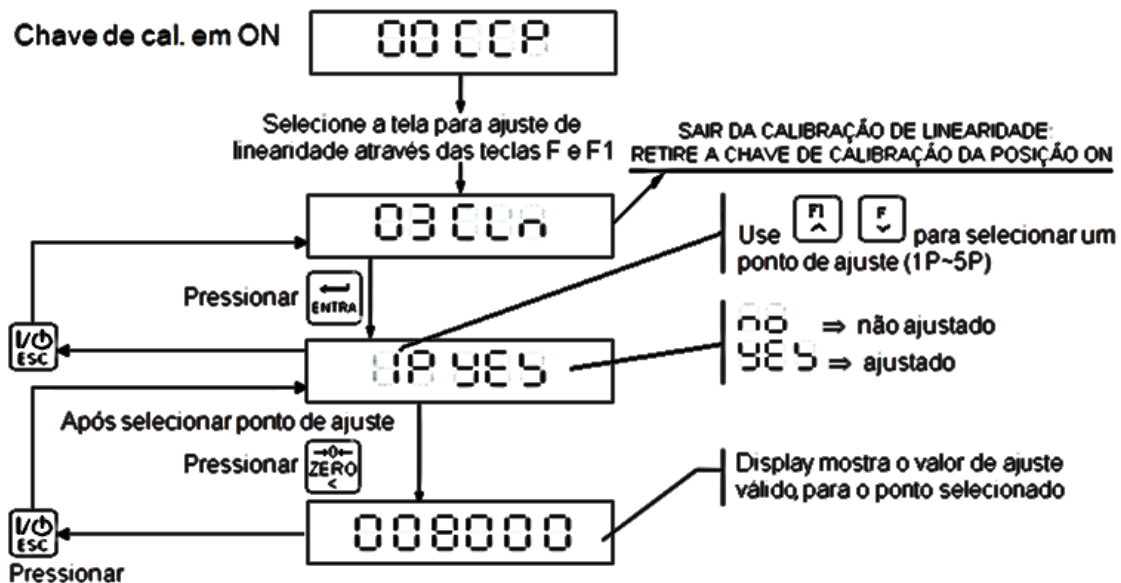 Chave de cal. em ON
00 CCP
Selecione a tela para ajuste de
linearidade através das teclas F e F1
SAIR DA CALIBRAÇÃO DE LINEARIDADE:
RETIRE A CHAVE DE CALIBRAÇÃO DA POSIÇÃO ON
03 CLn
Use F1 F para selecionar um
ponto de ajuste (1P~5P)
Pressionar ENTRA
I/⏻
ESC
1P YES
no ⇒ não ajustado
YES ⇒ ajustado
Após selecionar ponto de ajuste
Pressionar →0←
ZERO
<
Display mostra o valor de ajuste
válido, para o ponto selecionado
008000
I/⏻
ESC
Pressionar